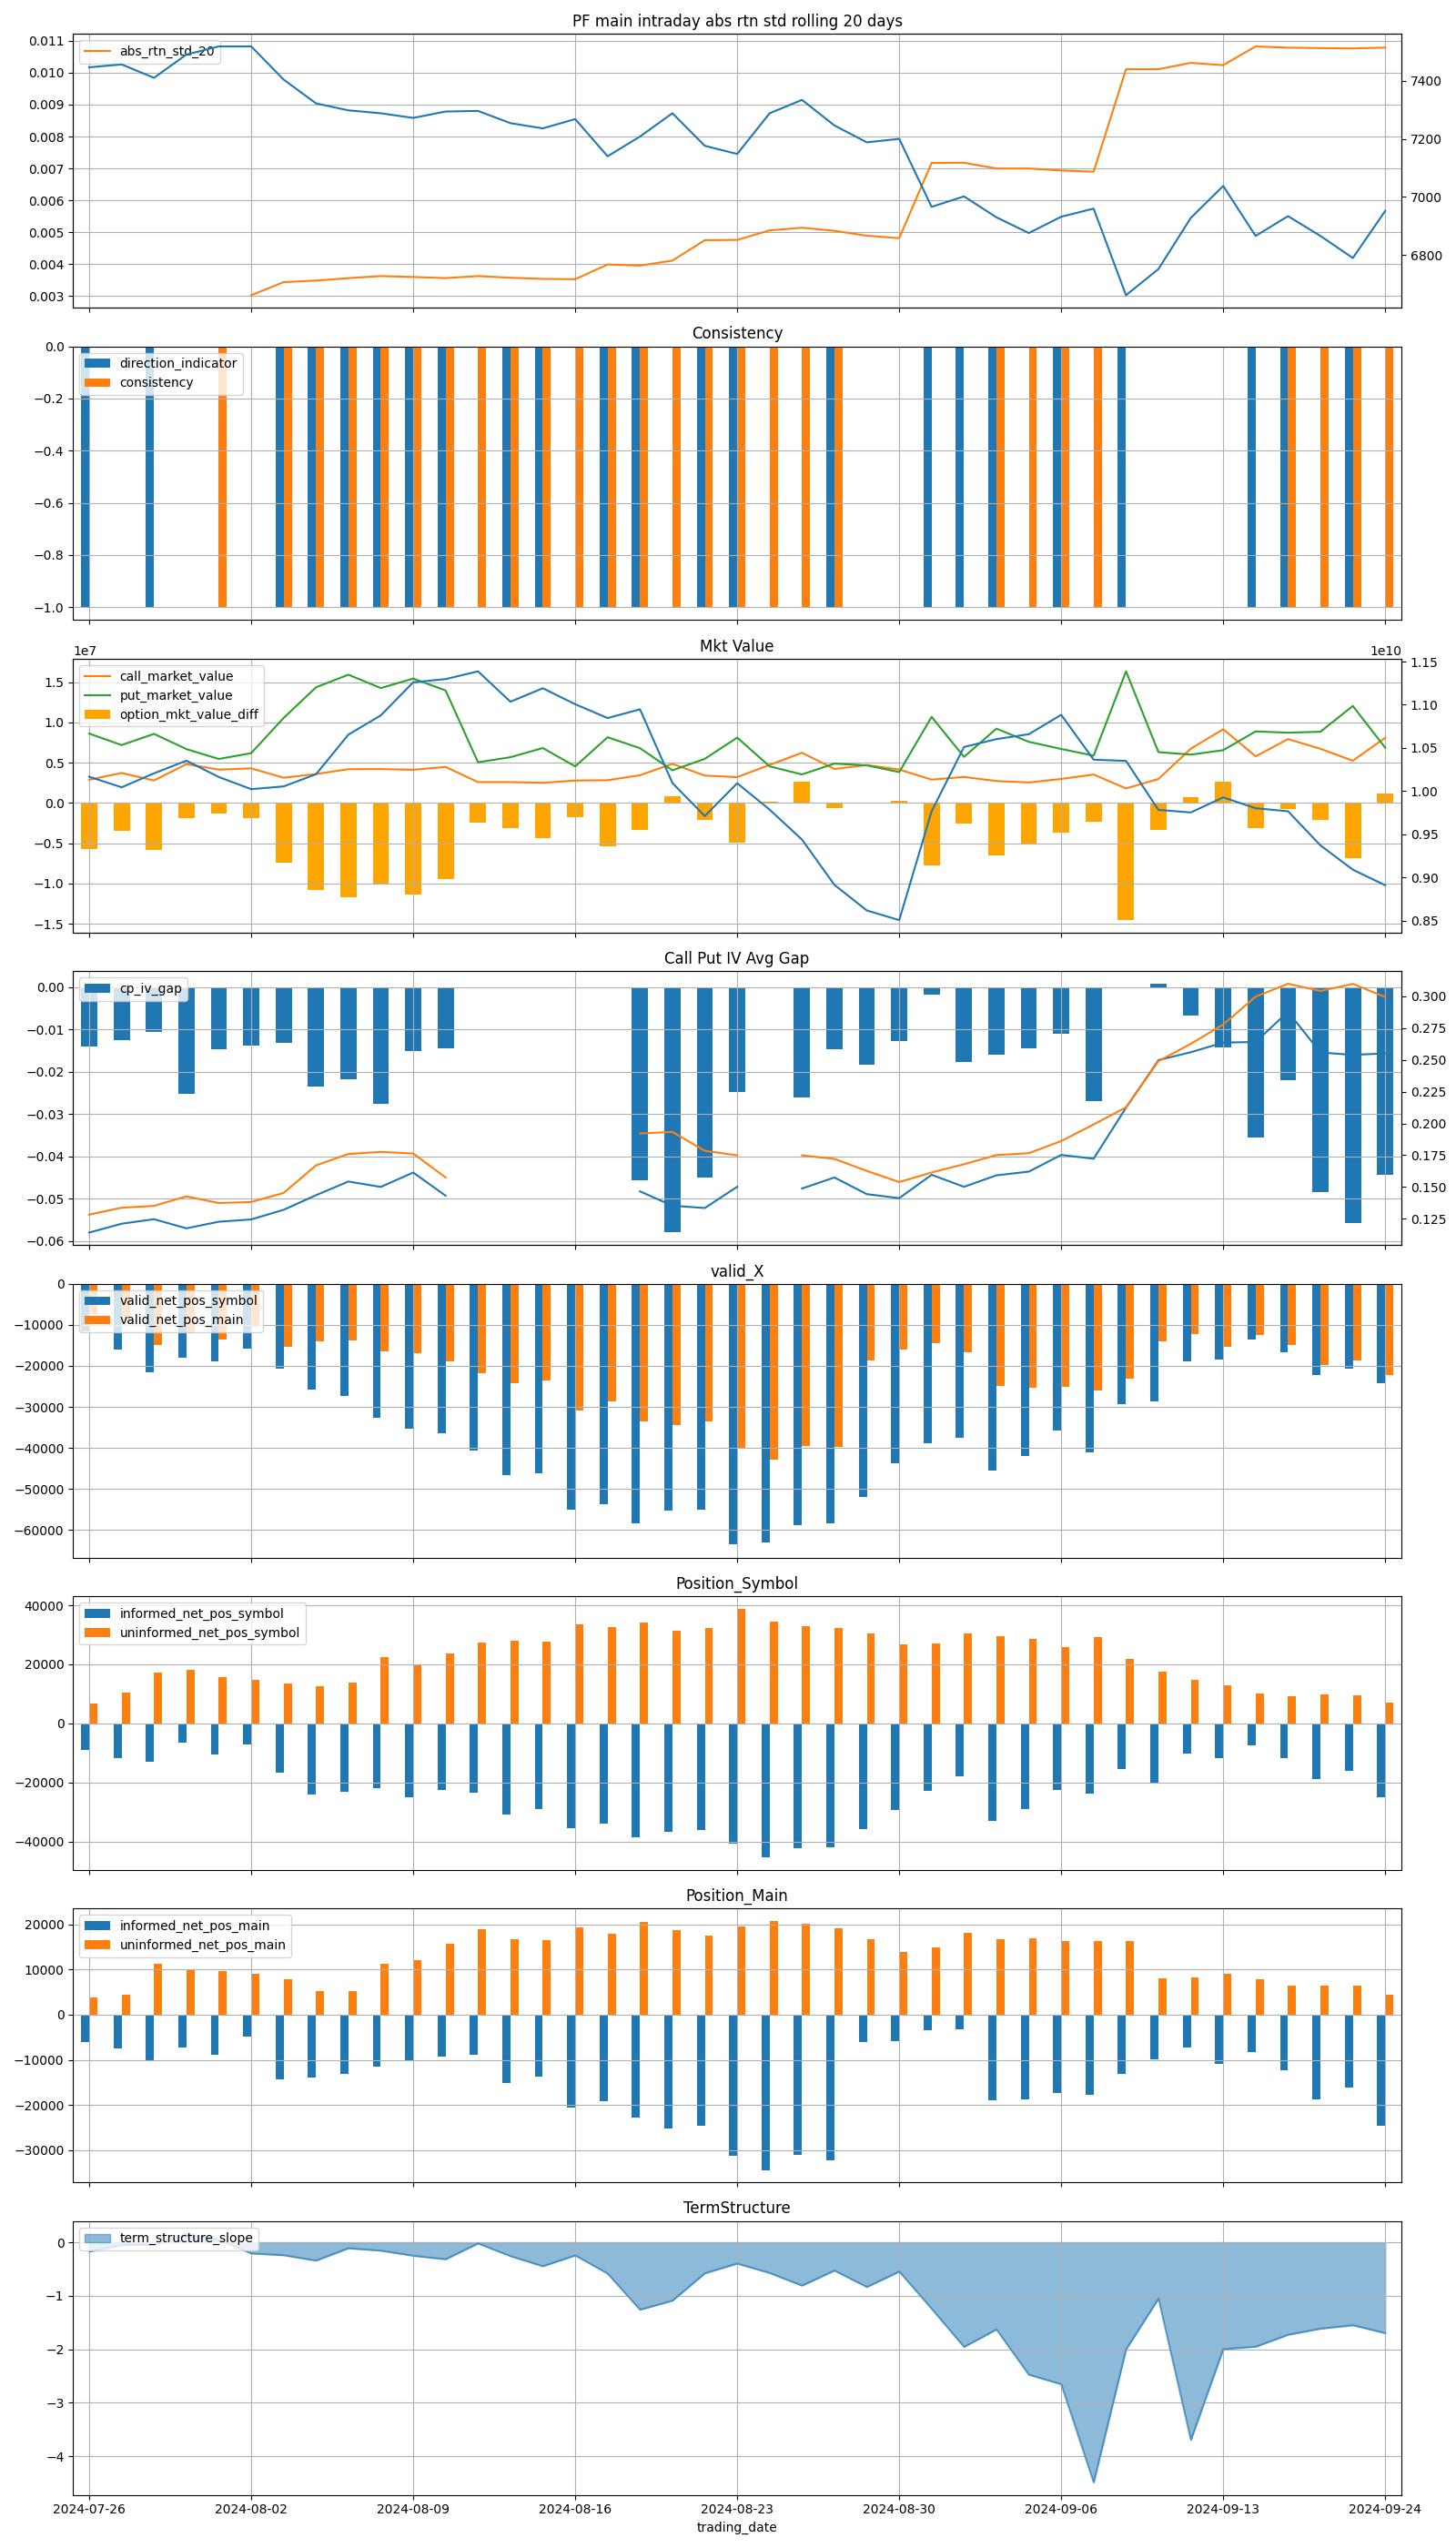 PF main intraday abs rtn std rolling 20 days
abs_rtn_std_20
0.011
0.010
0.009
0.008
0.007
0.006
0.005
0.004
0.003
7400
7200
7000
6800
Consistency
direction_indicator
consistency
0.0
−0.2
−0.4
−0.6
−0.8
−1.0
Mkt Value
1e7
1e10
call_market_value
put_market_value
option_mkt_value_diff
1.5
1.0
0.5
0.0
−0.5
−1.0
−1.5
1.15
1.10
1.05
1.00
0.95
0.90
0.85
Call Put IV Avg Gap
cp_iv_gap
0.00
−0.01
−0.02
−0.03
−0.04
−0.05
−0.06
0.300
0.275
0.250
0.225
0.200
0.175
0.150
0.125
valid_X
valid_net_pos_symbol
valid_net_pos_main
0
−10000
−20000
−30000
−40000
−50000
−60000
Position_Symbol
informed_net_pos_symbol
uninformed_net_pos_symbol
40000
20000
0
−20000
−40000
Position_Main
informed_net_pos_main
uninformed_net_pos_main
20000
10000
0
−10000
−20000
−30000
TermStructure
term_structure_slope
0
−1
−2
−3
−4
2024-07-26 2024-08-02 2024-08-09 2024-08-16 2024-08-23 2024-08-30 2024-09-06 2024-09-13 2024-09-24
trading_date